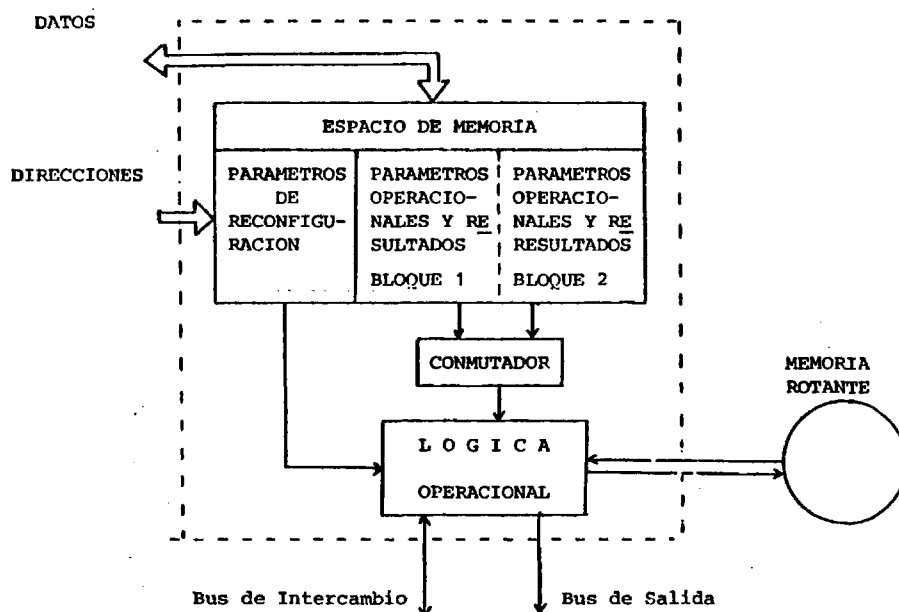 DATOS
ESPACIO DE MEMORIA
DIRECCIONES
PARAMETROS
DE
RECONFIGU-
RACION
PARAMETROS
OPERACIO-
NALES Y RE
SULTADOS
BLOQUE 1
PARAMETROS
OPERACIO-
NALES Y RE
RESULTADOS
BLOQUE 2
CONMUTADOR
MEMORIA
ROTANTE
L O G I C A
OPERACIONAL
Bus de Intercambio
Bus de Salida